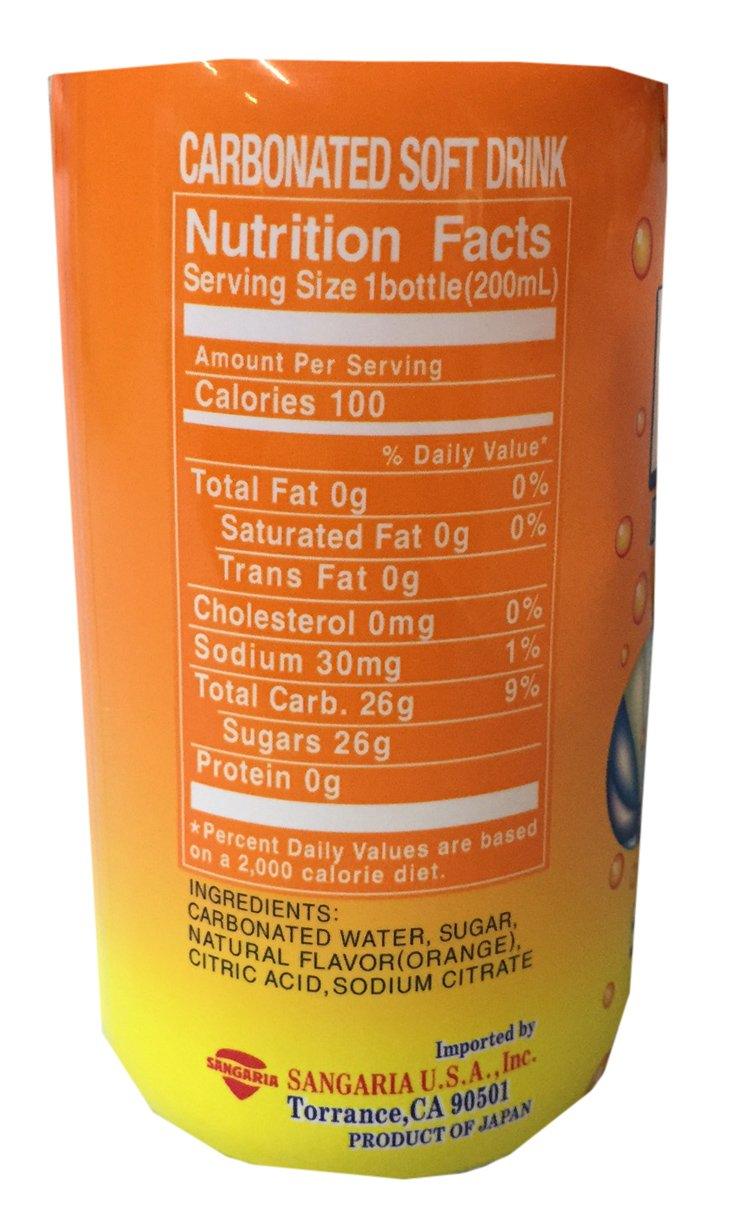 CARBONATED SOFT DRINK
Nutrition Facts
Serving Size 1bottle(200mL)
Amount Per Serving
Calories 100
% Daily Value*
Total Fat 0g 0%
Saturated Fat 0g 0%
Trans Fat 0g
Cholesterol 0mg 0%
Sodium 30mg 1%
Total Carb. 26g 9%
Sugars 26g
Protein 0g
*Percent Daily Values are based
on a 2,000 calorie diet.
INGREDIENTS:
CARBONATED WATER, SUGAR,
NATURAL FLAVOR(ORANGE),
CITRIC ACID,SODIUM CITRATE
Imported by
SANGARIA SANGARIA U.S.A.,Inc.
Torrance,CA 90501
PRODUCT OF JAPAN